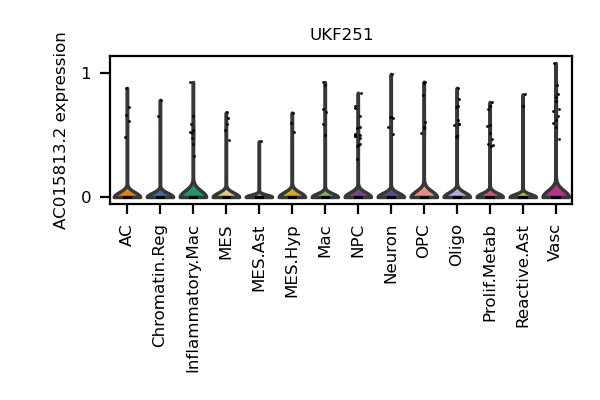 UKF251
AC015813.2 expression
1
0
AC
Chromatin.Reg
Inflammatory.Mac
MES
MES.Ast
MES.Hyp
Mac
NPC
Neuron
OPC
Oligo
Prolif.Metab
Reactive.Ast
Vasc